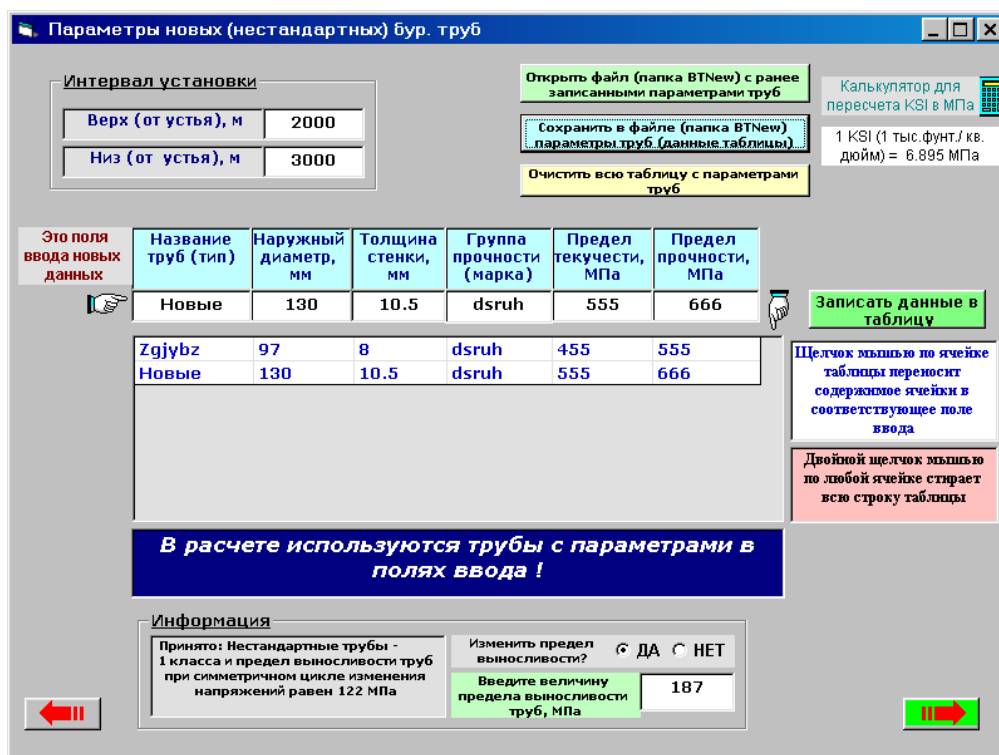 Параметры новых (нестандартных) бур. труб
Интервал установки
Верх (от устья), м
2000
Низ (от устья), м
3000
Открыть файл (папка BTNew) с ранее
записанными параметрами труб
Сохранить в файле (папка BTNew)
параметры труб (данные таблицы)
Очистить всю таблицу с параметрами
труб
Калькулятор для
пересчета KSI в МПа
1 KSI (1 тыс.фунт./ кв.
дюйм) = 6.895 МПа
Это поля
ввода новых
данных
Название
труб (тип)
Наружный
диаметр,
мм
Толщина
стенки,
мм
Группа
прочности
(марка)
Предел
текучести,
МПа
Предел
прочности,
МПа
Новые 130 10.5 dsruh 555 666
Записать данные в
таблицу
Zgjybz 97 8 dsruh 455 555
Новые 130 10.5 dsruh 555 666
Щелчок мышью по ячейке
таблицы переносит
содержимое ячейки в
соответствующее поле
ввода
Двойной щелчок мышью
по любой ячейке стирает
всю строку таблицы
В расчете используются трубы с параметрами в
полях ввода !
Информация
Принято: Нестандартные трубы -
1 класса и предел выносливости труб
при симметричном цикле изменения
напряжений равен 122 МПа
Изменить предел
выносливости?
ДА НЕТ
Введите величину
предела выносливости
труб, МПа
187